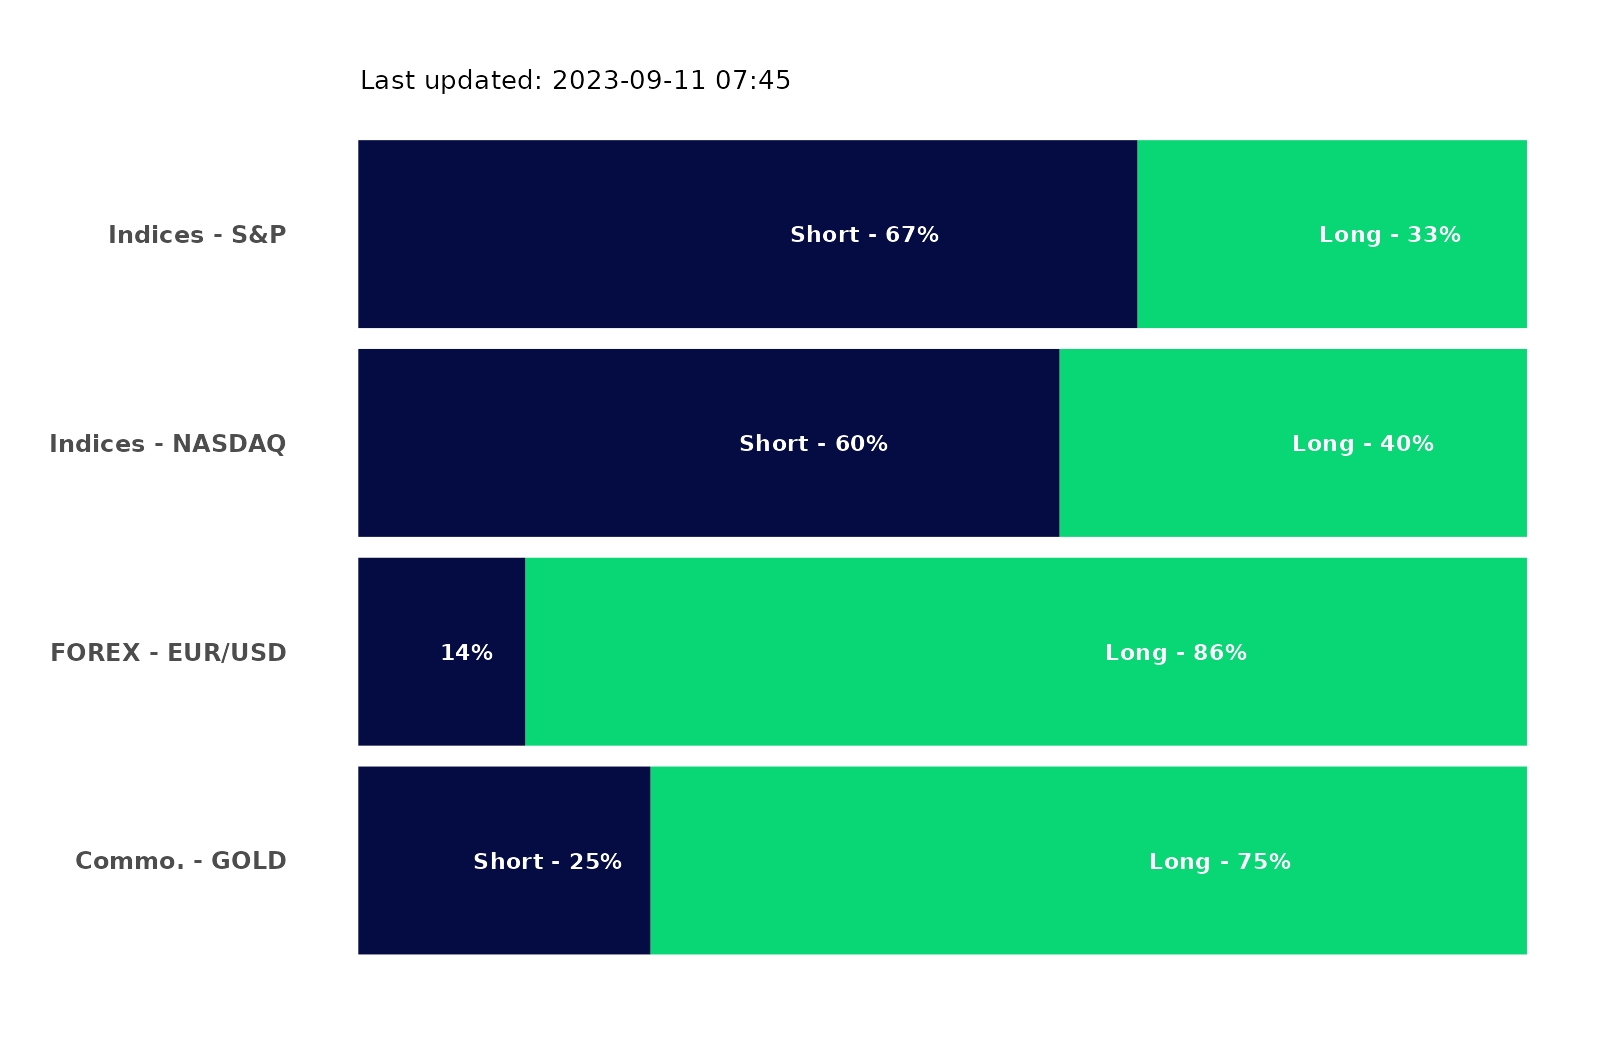 Last updated: 2023-09-11 07:45
Indices - S&P
Short - 67%
Long - 33%
Indices - NASDAQ
Short - 60%
Long - 40%
FOREX - EUR/USD
14%
Long - 86%
Commo. - GOLD
Short - 25%
Long - 75%